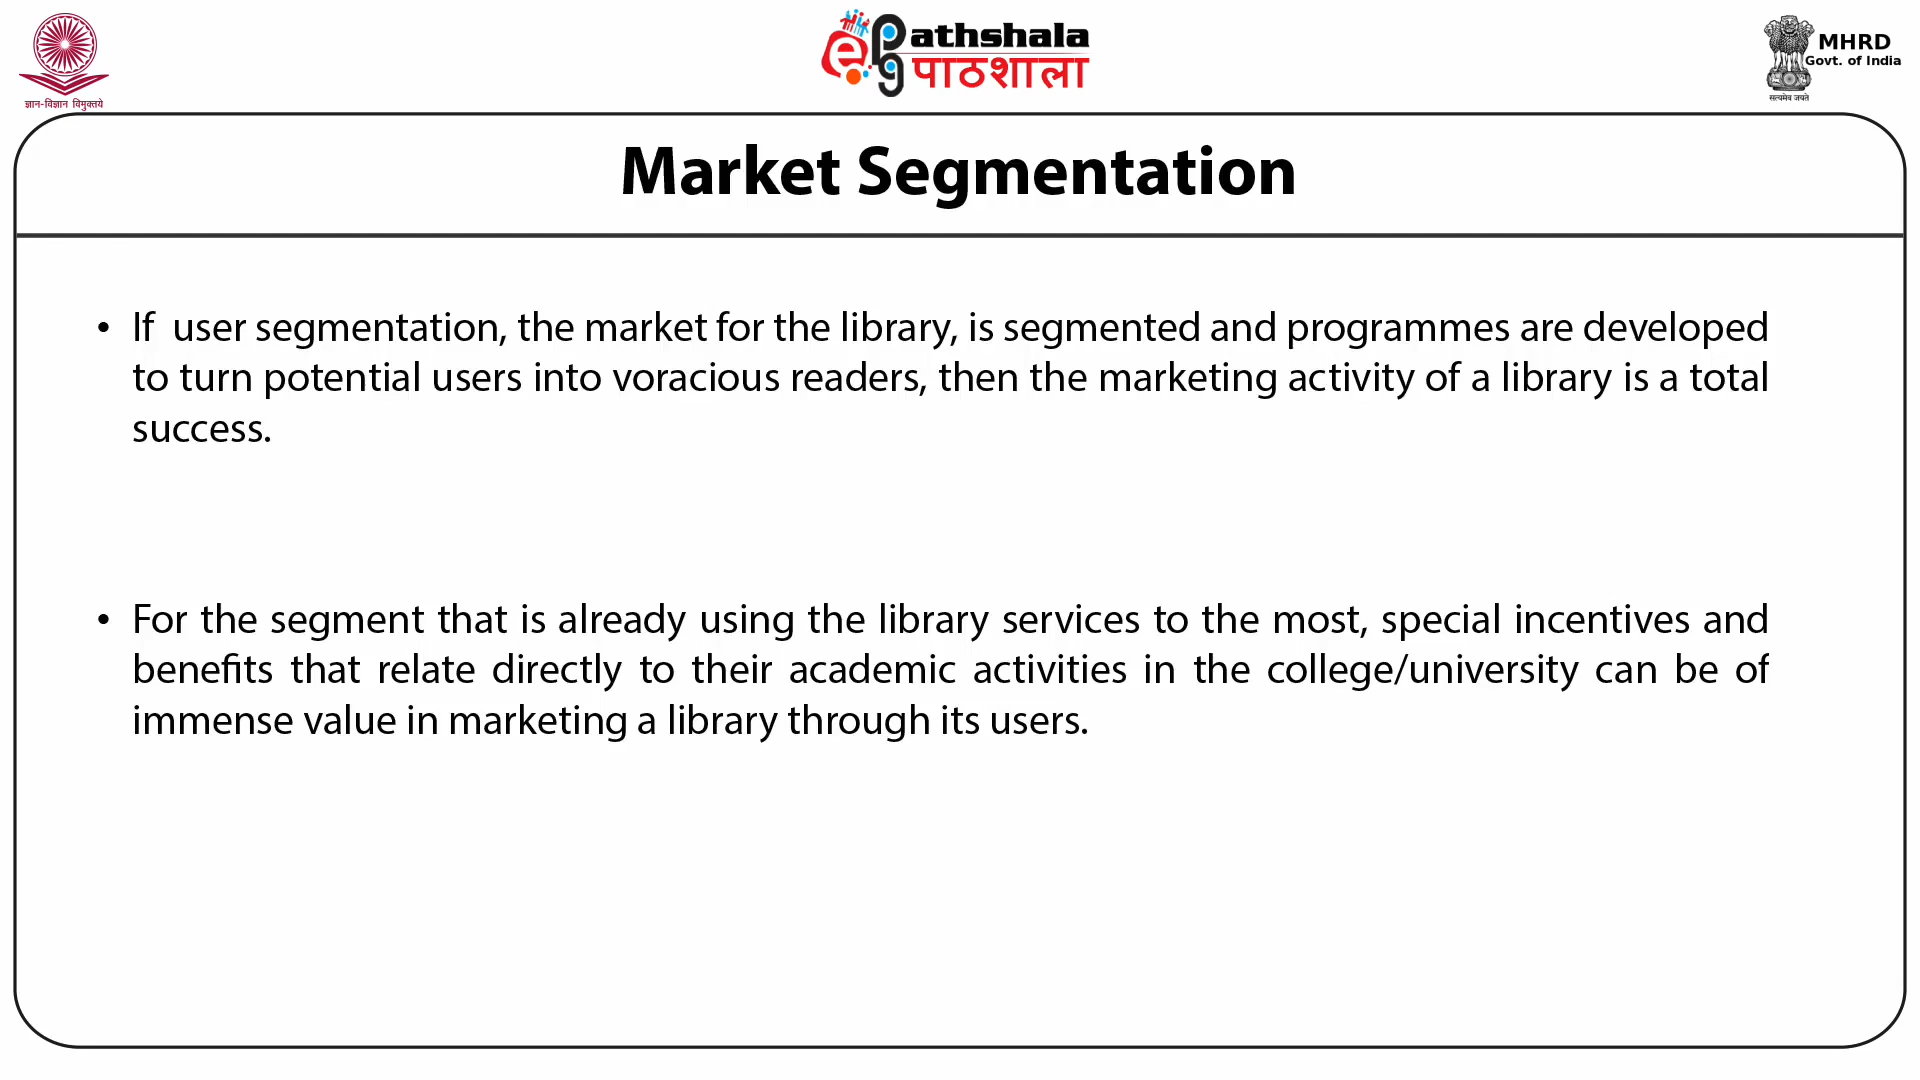 ज्ञान-विज्ञान विमुक्तये
ePG Pathshala
पाठशाला
MHRD
Govt. of India
सत्यमेव जयते
Market Segmentation
• If  user segmentation, the market for the library, is segmented and programmes are developed
to turn potential users into voracious readers, then the marketing activity of a library is a total
success.
• For the segment that is already using the library services to the most, special incentives and
benefits that relate directly to their academic activities in the college/university can be of
immense value in marketing a library through its users.